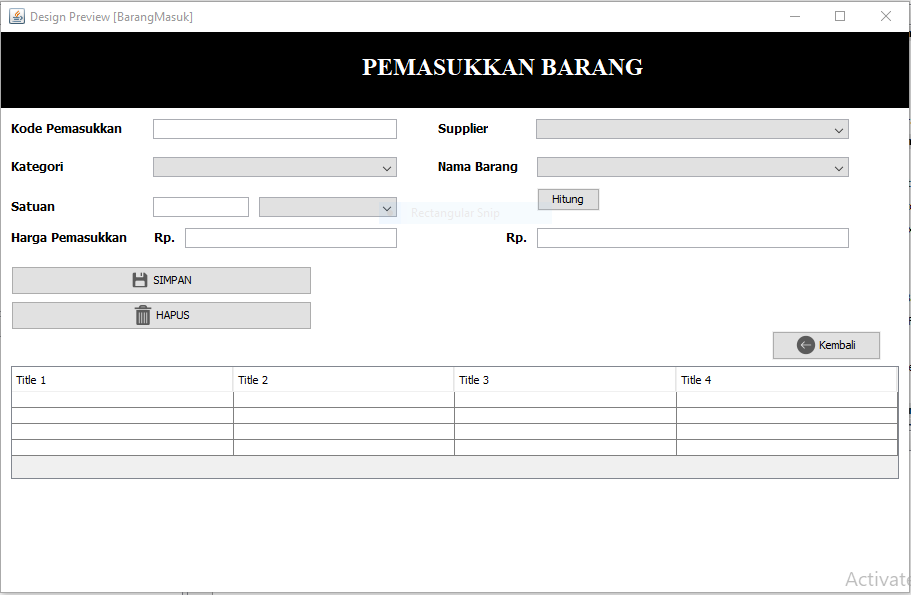 Design Preview [BarangMasuk]
PEMASUKKAN BARANG
Kode Pemasukkan
Supplier
Kategori
Nama Barang
Satuan
Hitung
Rectangular Snip
Harga Pemasukkan Rp.
Rp.
SIMPAN
HAPUS
Kembali
Title 1 Title 2 Title 3 Title 4